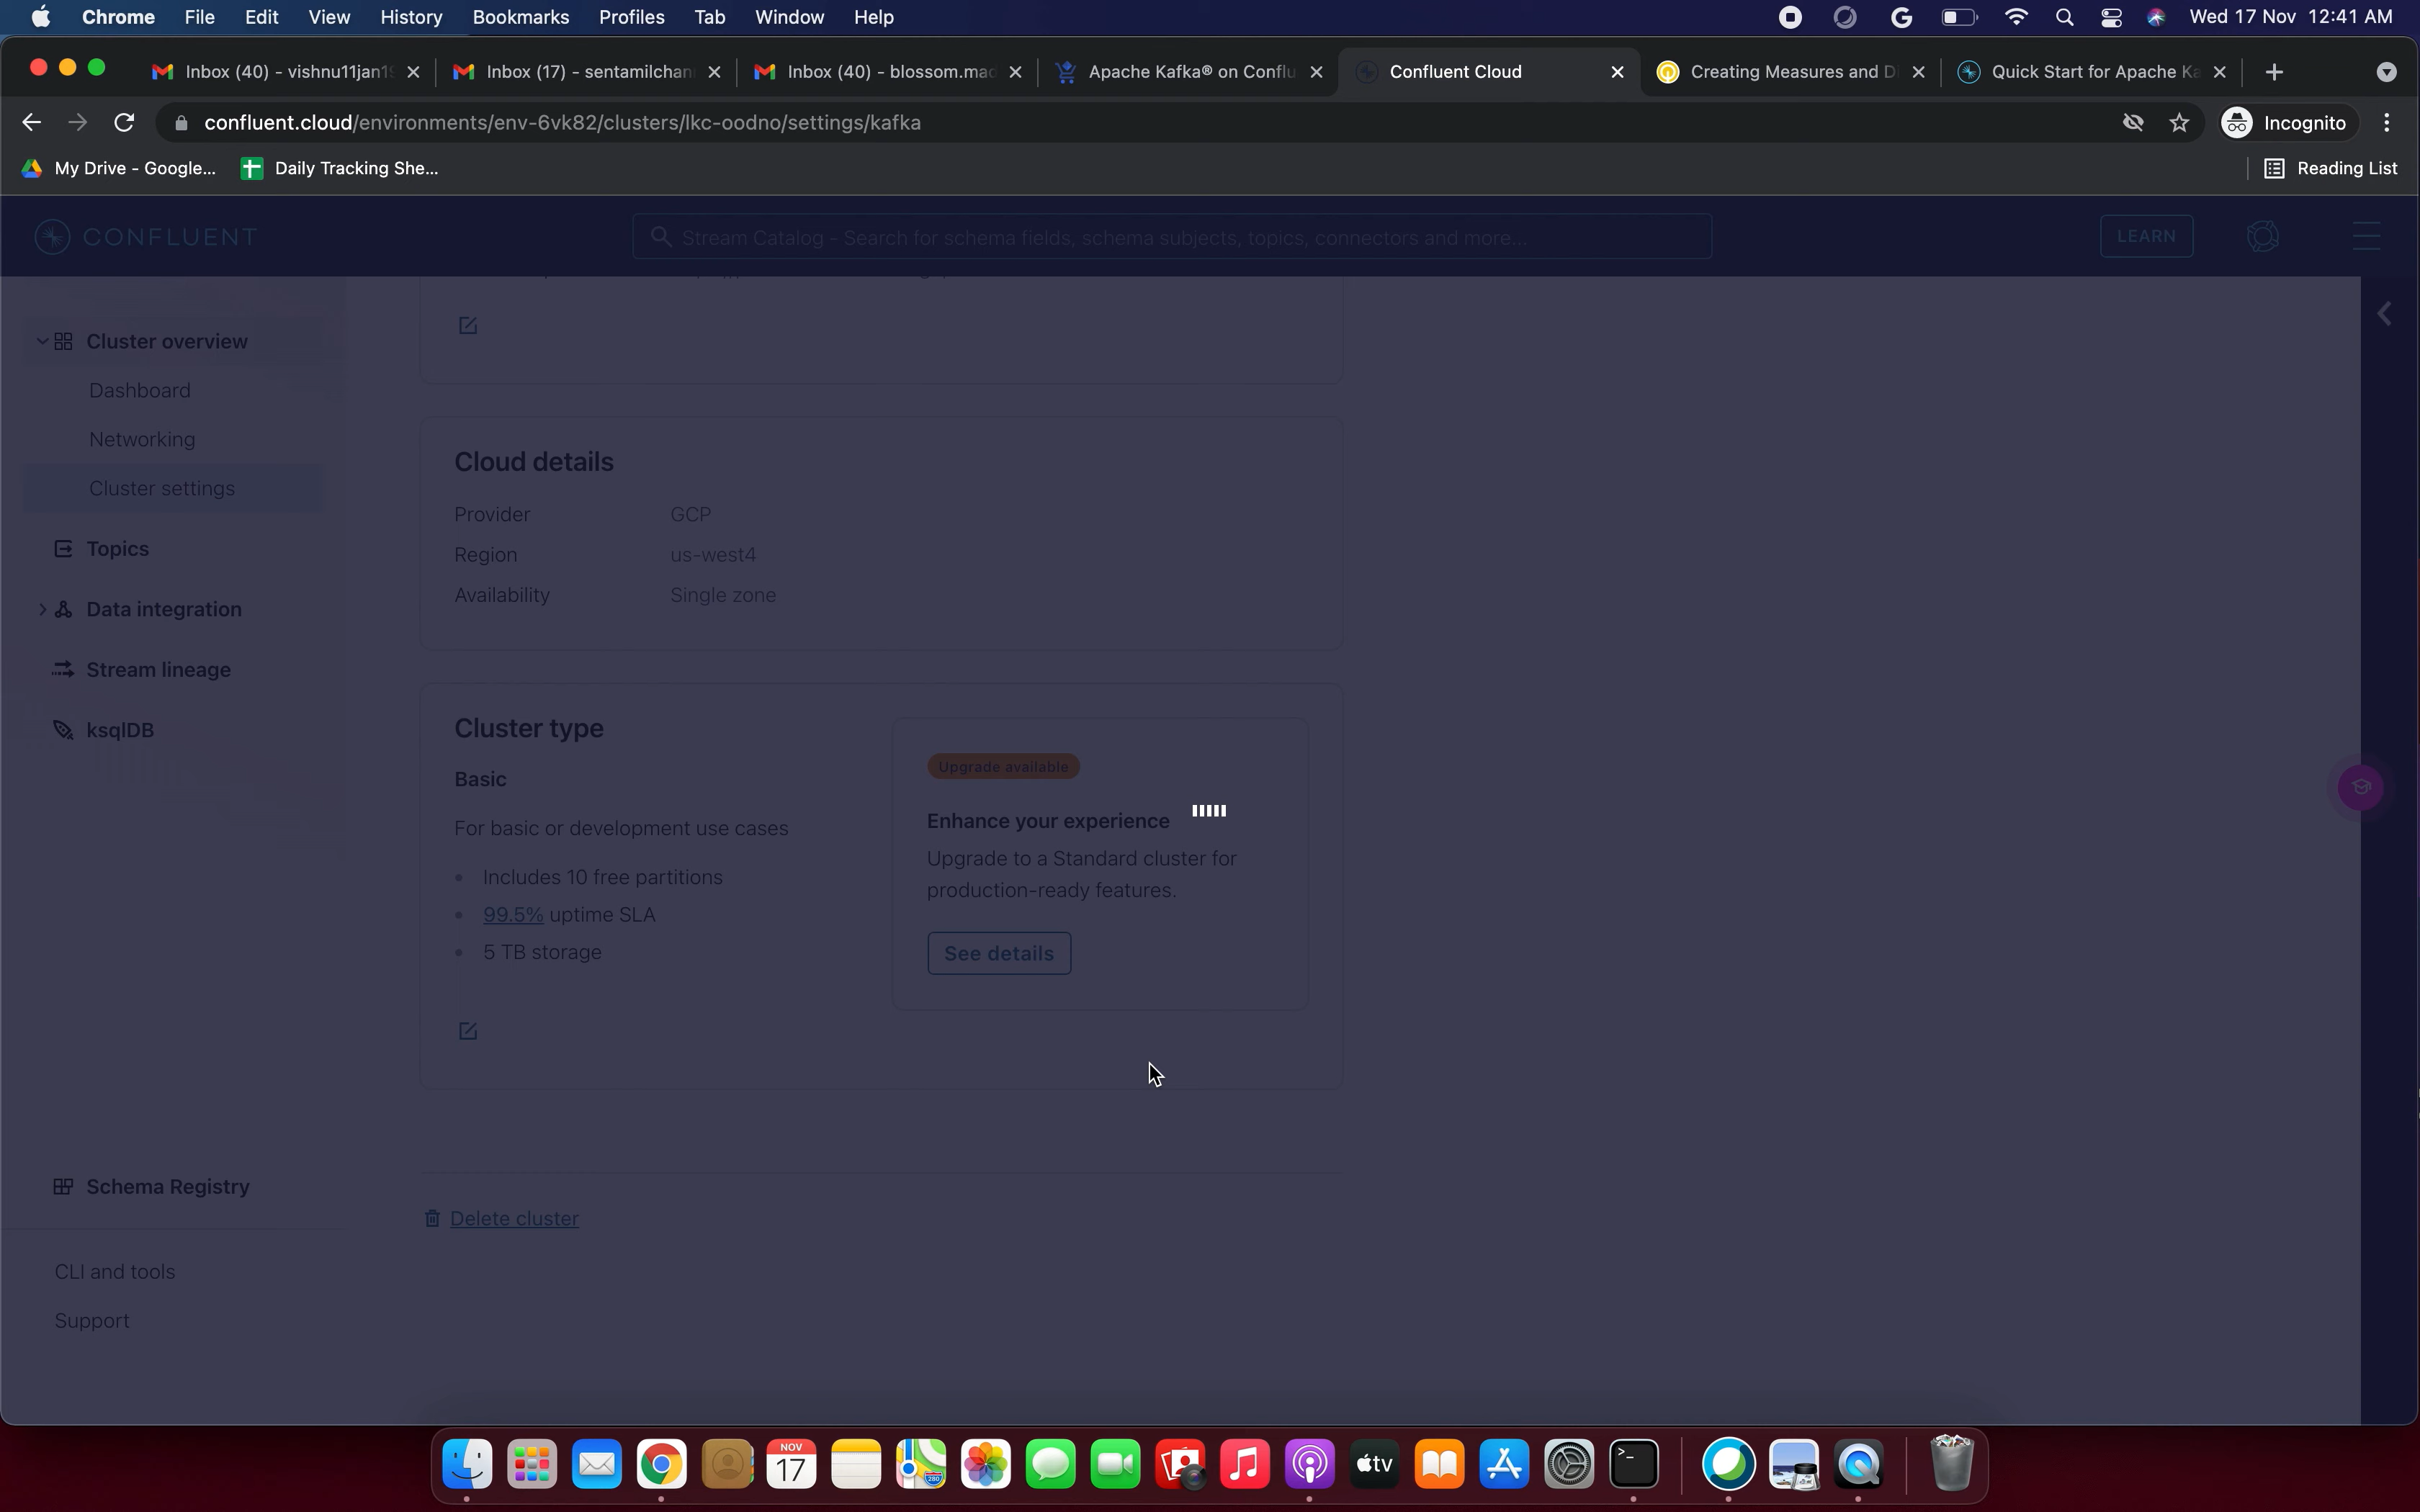 Chrome File Edit View History Bookmarks Profiles Tab Window Help Wed 17 Nov 12:41 AM
Inbox (40) - vishnu11jan19 Inbox (17) - sentamilchan Inbox (40) - blossom.mad Apache Kafka® on Conflu Confluent Cloud Creating Measures and Di Quick Start for Apache Ka
confluent.cloud/environments/env-6vk82/clusters/lkc-oodno/settings/kafka Incognito
My Drive - Google... Daily Tracking She... Reading List
CONFLUENT Stream Catalog - Search for schema fields, schema subjects, topics, connectors and more... LEARN
Cluster overview
Dashboard
Networking
Cluster settings
Topics
Data integration
Stream lineage
ksqlDB
Schema Registry
CLI and tools
Support
Cloud details
Provider GCP
Region us-west4
Availability Single zone
Cluster type
Basic
For basic or development use cases
Includes 10 free partitions
99.5% uptime SLA
5 TB storage
Upgrade available
Enhance your experience
Upgrade to a Standard cluster for
production-ready features.
See details
Delete cluster
NOV
17
280
tv
>_